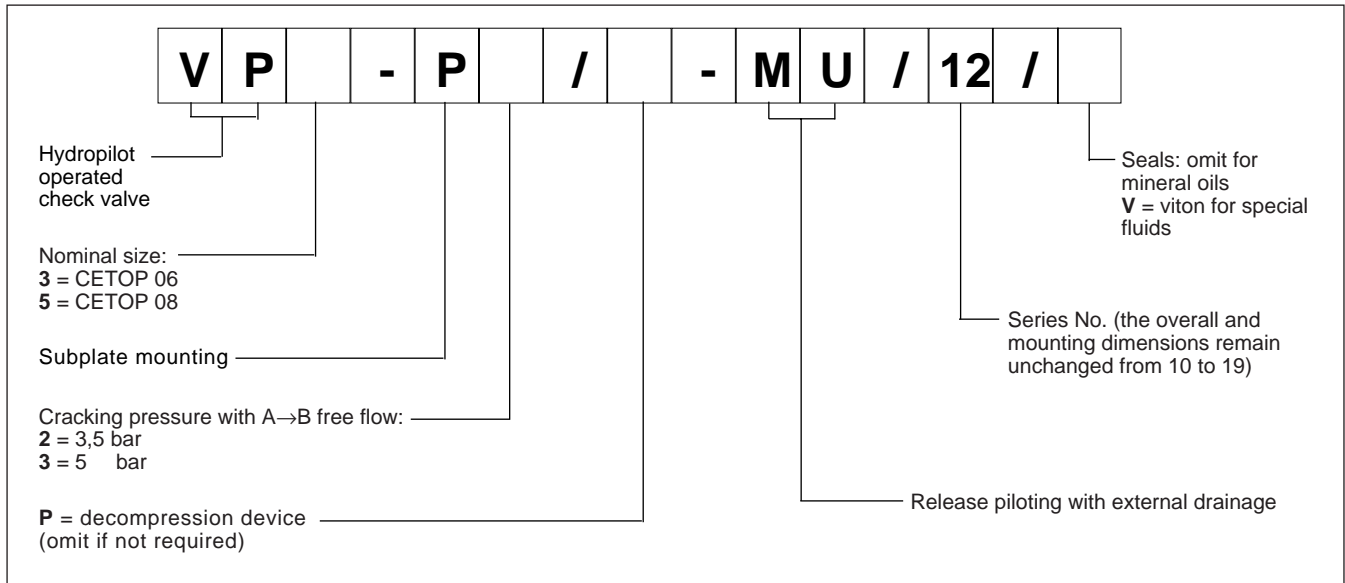 V P - P / - M U / 12 /
Hydropilot
operated
check valve
Nominal size:
3 = CETOP 06
5 = CETOP 08
Subplate mounting
Cracking pressure with A→B free flow:
2 = 3,5 bar
3 = 5 bar
P = decompression device
(omit if not required)
Seals: omit for
mineral oils
V = viton for special
fluids
Series No. (the overall and
mounting dimensions remain
unchanged from 10 to 19)
Release piloting with external drainage